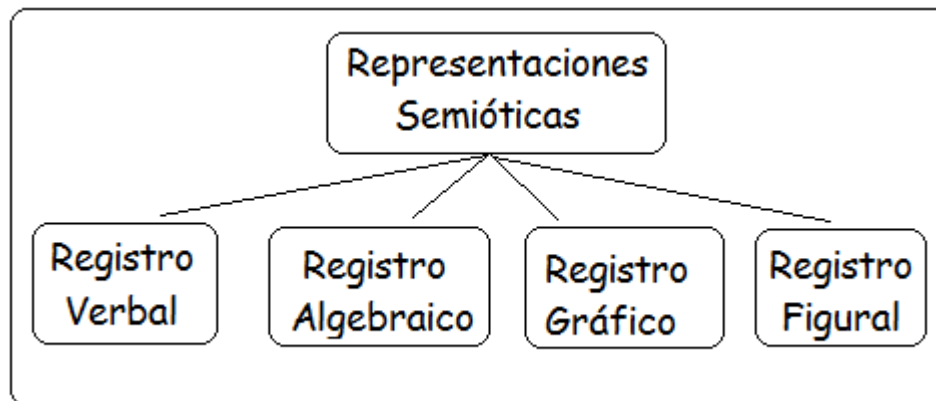 Representaciones
Semióticas
Registro
Verbal
Registro
Algebraico
Registro
Gráfico
Registro
Figural